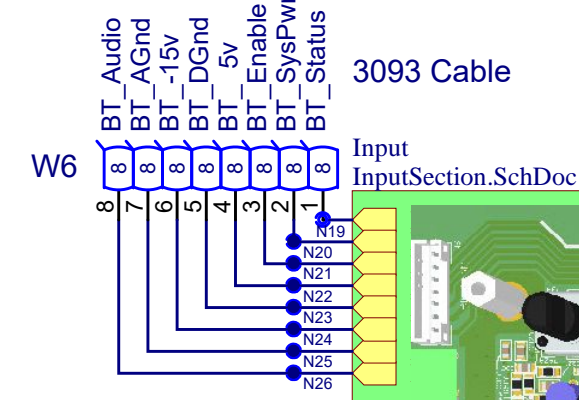 BT_Audio
BT_AGnd
BT_-15v
BT_DGnd
BT_ 5v
BT_Enable
BT_SysPwr
BT_Status
3093 Cable
W6
8 8 8 8 8 8 8 8
8 7 6 5 4 3 2 1
Input
InputSection.SchDoc
N19
N20
N21
N22
N23
N24
N25
N26